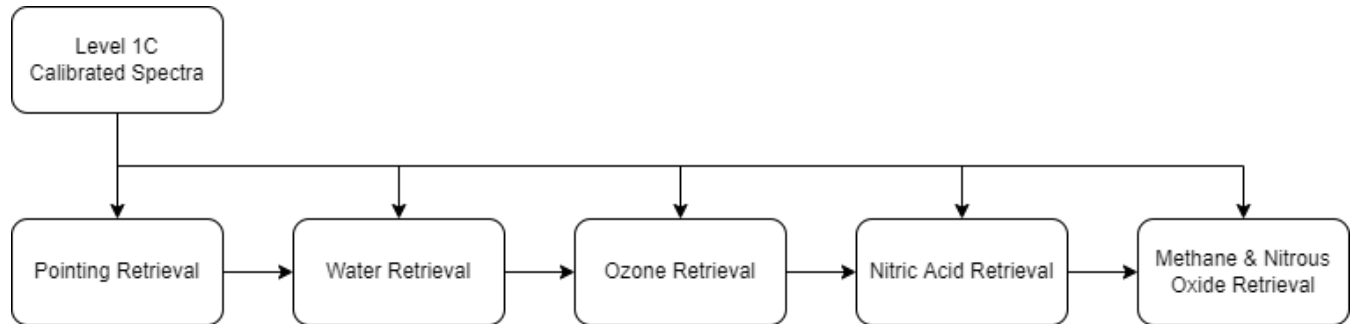 Level 1C
Calibrated Spectra
Pointing Retrieval
Water Retrieval
Ozone Retrieval
Nitric Acid Retrieval
Methane & Nitrous
Oxide Retrieval